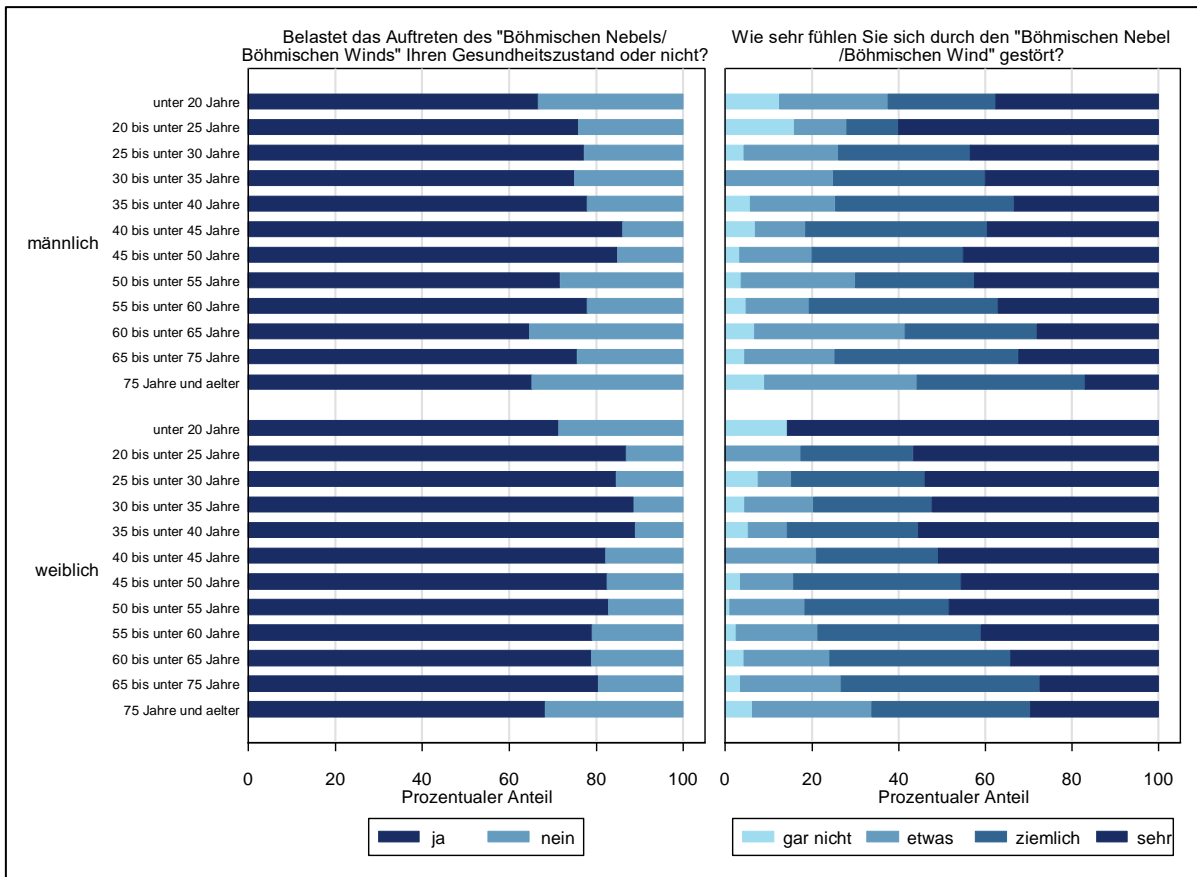 Belastet das Auftreten des "Böhmischen Nebels/
Böhmischen Winds" Ihren Gesundheitszustand oder nicht?
Wie sehr fühlen Sie sich durch den "Böhmischen Nebel
/Böhmischen Wind" gestört?
männlich
unter 20 Jahre
20 bis unter 25 Jahre
25 bis unter 30 Jahre
30 bis unter 35 Jahre
35 bis unter 40 Jahre
40 bis unter 45 Jahre
45 bis unter 50 Jahre
50 bis unter 55 Jahre
55 bis unter 60 Jahre
60 bis unter 65 Jahre
65 bis unter 75 Jahre
75 Jahre und aelter
weiblich
unter 20 Jahre
20 bis unter 25 Jahre
25 bis unter 30 Jahre
30 bis unter 35 Jahre
35 bis unter 40 Jahre
40 bis unter 45 Jahre
45 bis unter 50 Jahre
50 bis unter 55 Jahre
55 bis unter 60 Jahre
60 bis unter 65 Jahre
65 bis unter 75 Jahre
75 Jahre und aelter
0 20 40 60 80 100
Prozentualer Anteil
0 20 40 60 80 100
Prozentualer Anteil
ja nein
gar nicht etwas ziemlich sehr